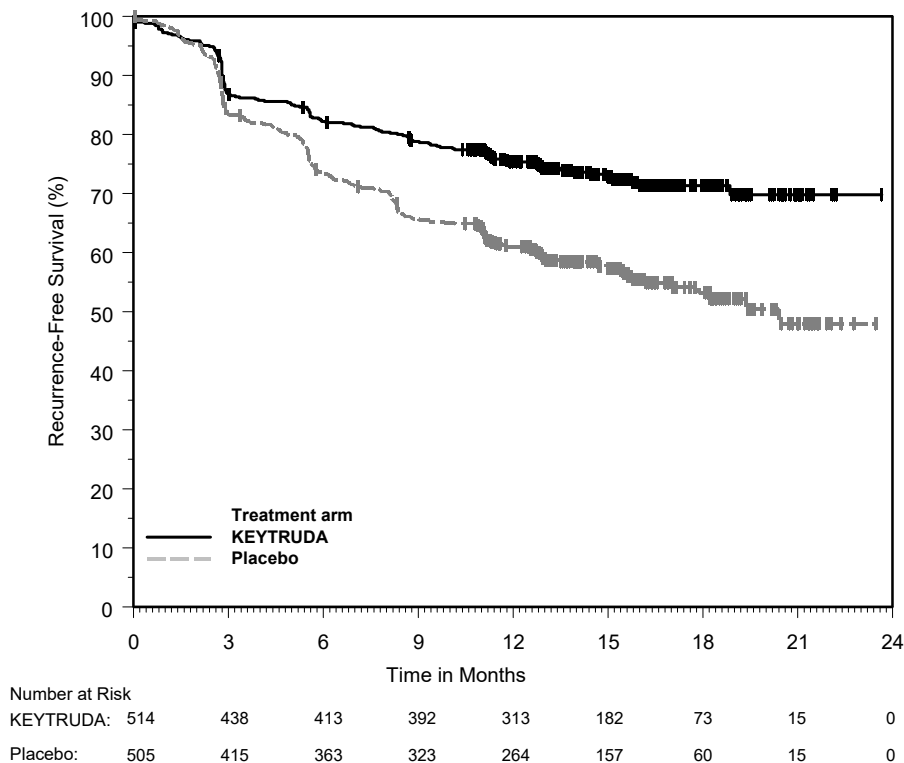 100
90
80
70
60
50
40
30
20
10
0
Recurrence-Free Survival (%)
Treatment arm
KEYTRUDA
Placebo
0 3 6 9 12 15 18 21 24
Time in Months
Number at Risk
KEYTRUDA: 514 438 413 392 313 182 73 15 0
Placebo: 505 415 363 323 264 157 60 15 0